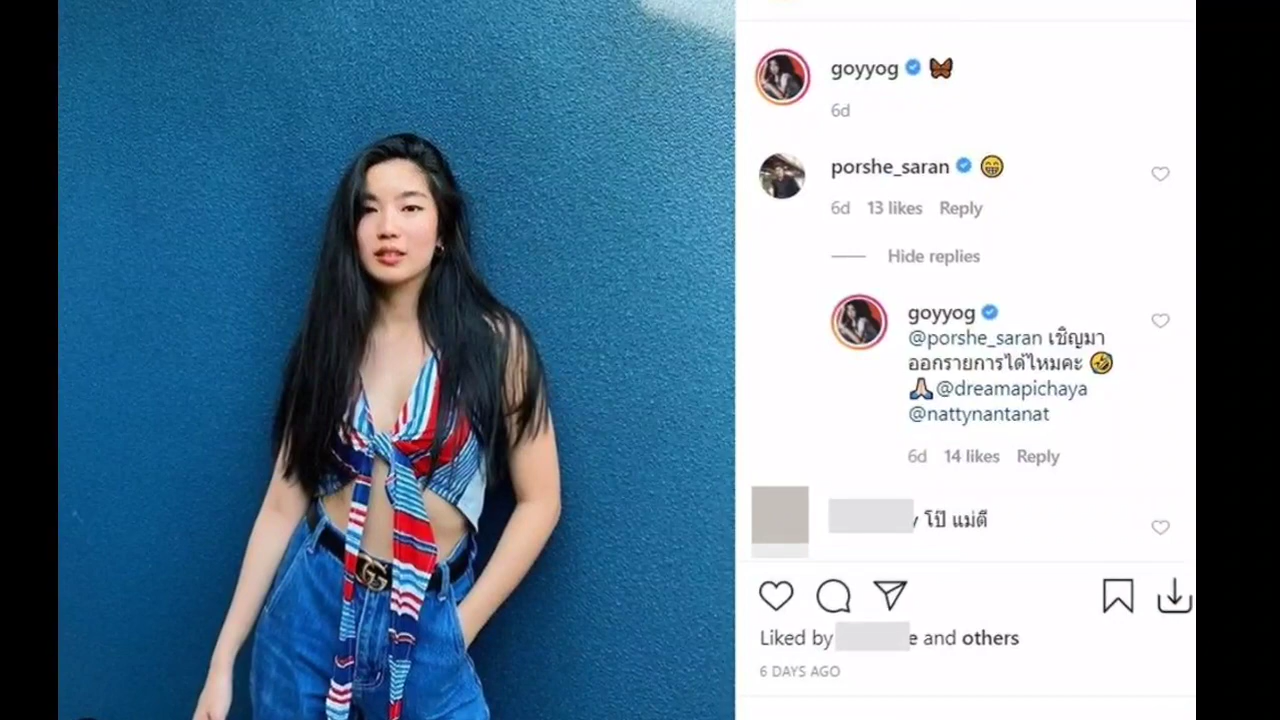 goyyog
6d
porshe_saran
6d 13 likes Reply
Hide replies
goyyog
@porshe_saran เชิญมา
ออกรายการได้ไหมคะ
@dreamapichaya
@nattynantanat
6d 14 likes Reply
โป๊ แม่ตี
Liked by e and others
6 DAYS AGO